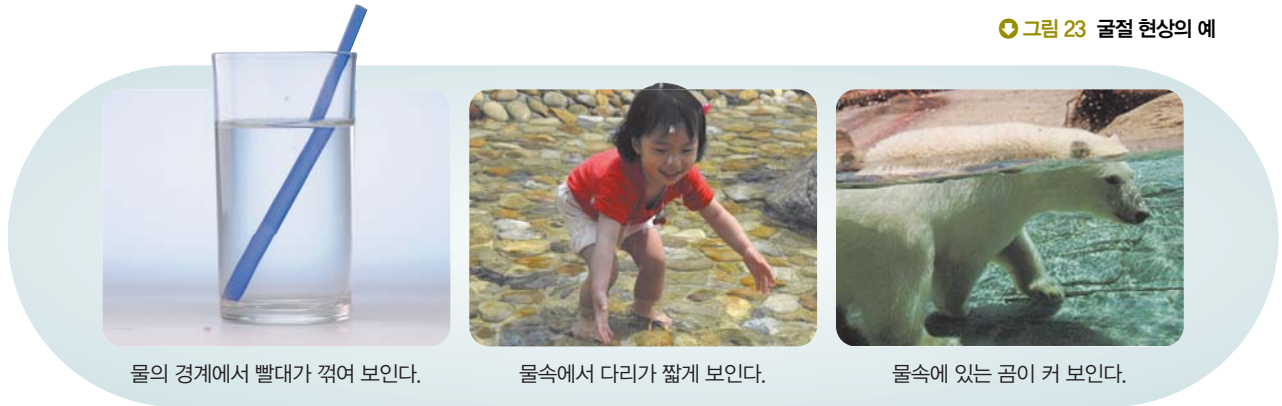 그림 23 굴절 현상의 예
물의 경계에서 빨대가 꺾여 보인다.
물속에서 다리가 짧게 보인다.
물속에 있는 곰이 커 보인다.